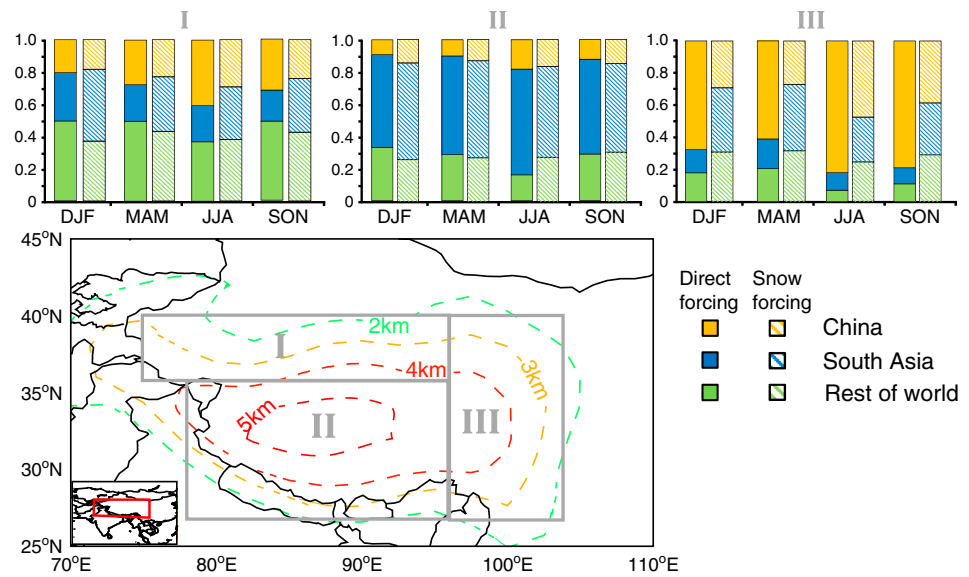 I II III
1.0 1.0 1.0
0.8 0.8 0.8
0.6 0.6 0.6
0.4 0.4 0.4
0.2 0.2 0.2
0 0 0
DJF MAM JJA SON DJF MAM JJA SON DJF MAM JJA SON
45°N
40°N
35°N
30°N
25°N
70°E 80°E 90°E 100°E 110°E
2km
I
4km
3km
5km
II
III
Direct forcing
Snow forcing
China
South Asia
Rest of world